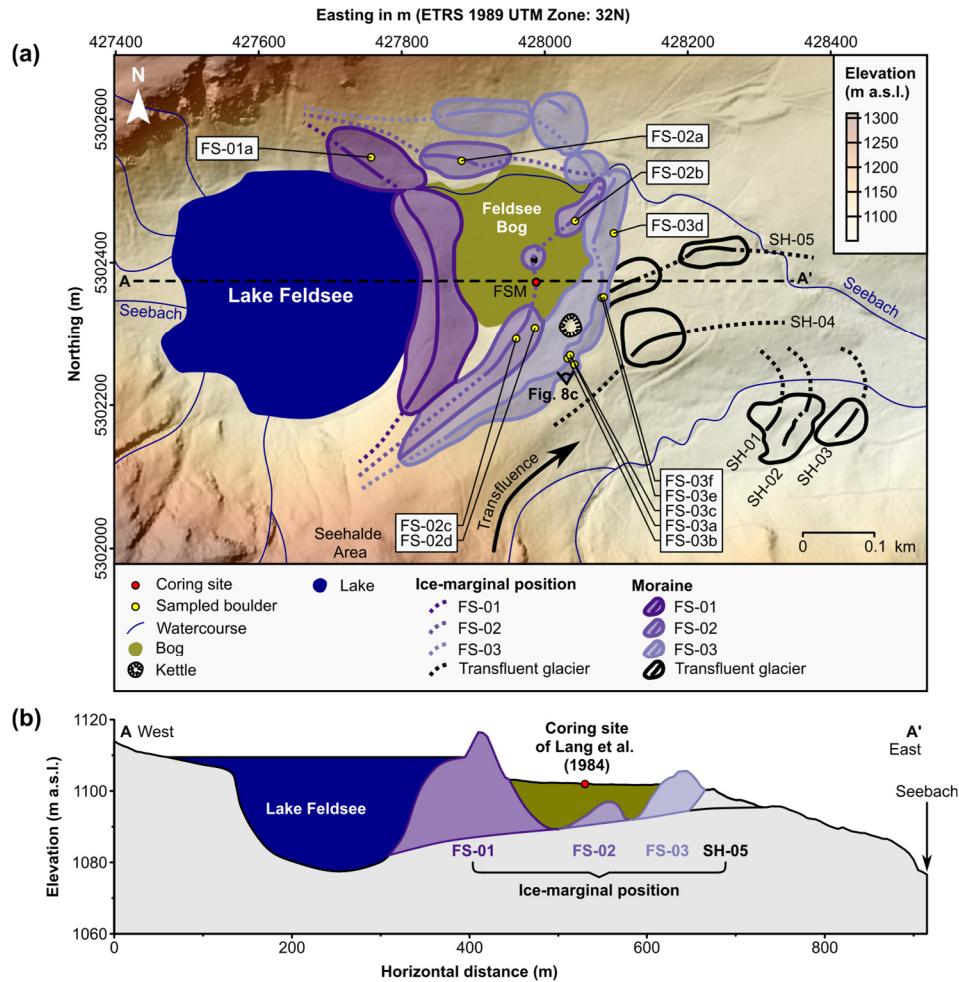 Easting in m (ETRS 1989 UTM Zone: 32N)
(a)
427400
427600
427800
428000
428200
428400
N
Elevation
(m a.s.l.)
1300
1250
1200
1150
1100
Northing (m)
5302600
5302400
5302200
5302000
FS-01a
FS-02a
FS-02b
FS-03d
Feldsee
Bog
SH-05
A
A'
Lake Feldsee
FSM
Seebach
Seebach
SH-04
Fig. 8c
SH-01
SH-02
SH-03
Transfluence
FS-03f
FS-03e
FS-03c
FS-03a
FS-03b
FS-02c
FS-02d
Seehalde
Area
0
0.1 km
Coring site
Sampled boulder
Watercourse
Bog
Kettle
Lake
Ice-marginal position
FS-01
FS-02
FS-03
Transfluent glacier
Moraine
FS-01
FS-02
FS-03
Transfluent glacier
(b)
1120
1100
1080
1060
Elevation (m a.s.l.)
A West
Coring site
of Lang et al.
(1984)
A'
East
Seebach
Lake Feldsee
FS-01
FS-02
FS-03
SH-05
Ice-marginal position
0
200
400
600
800
Horizontal distance (m)